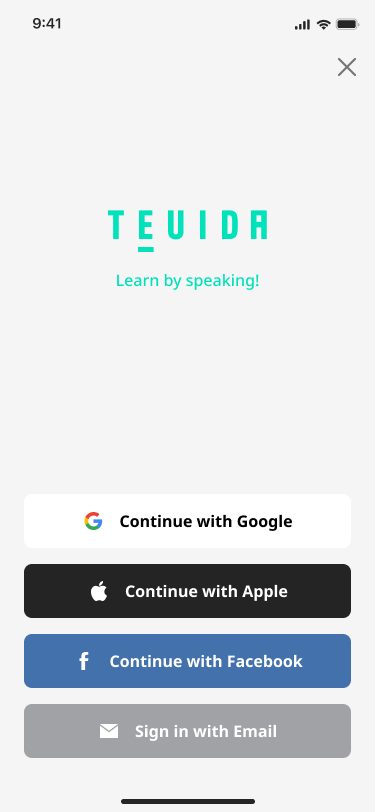 9:41
TEUIDA
Learn by speaking!
Continue with Google
Continue with Apple
Continue with Facebook
Sign in with Email